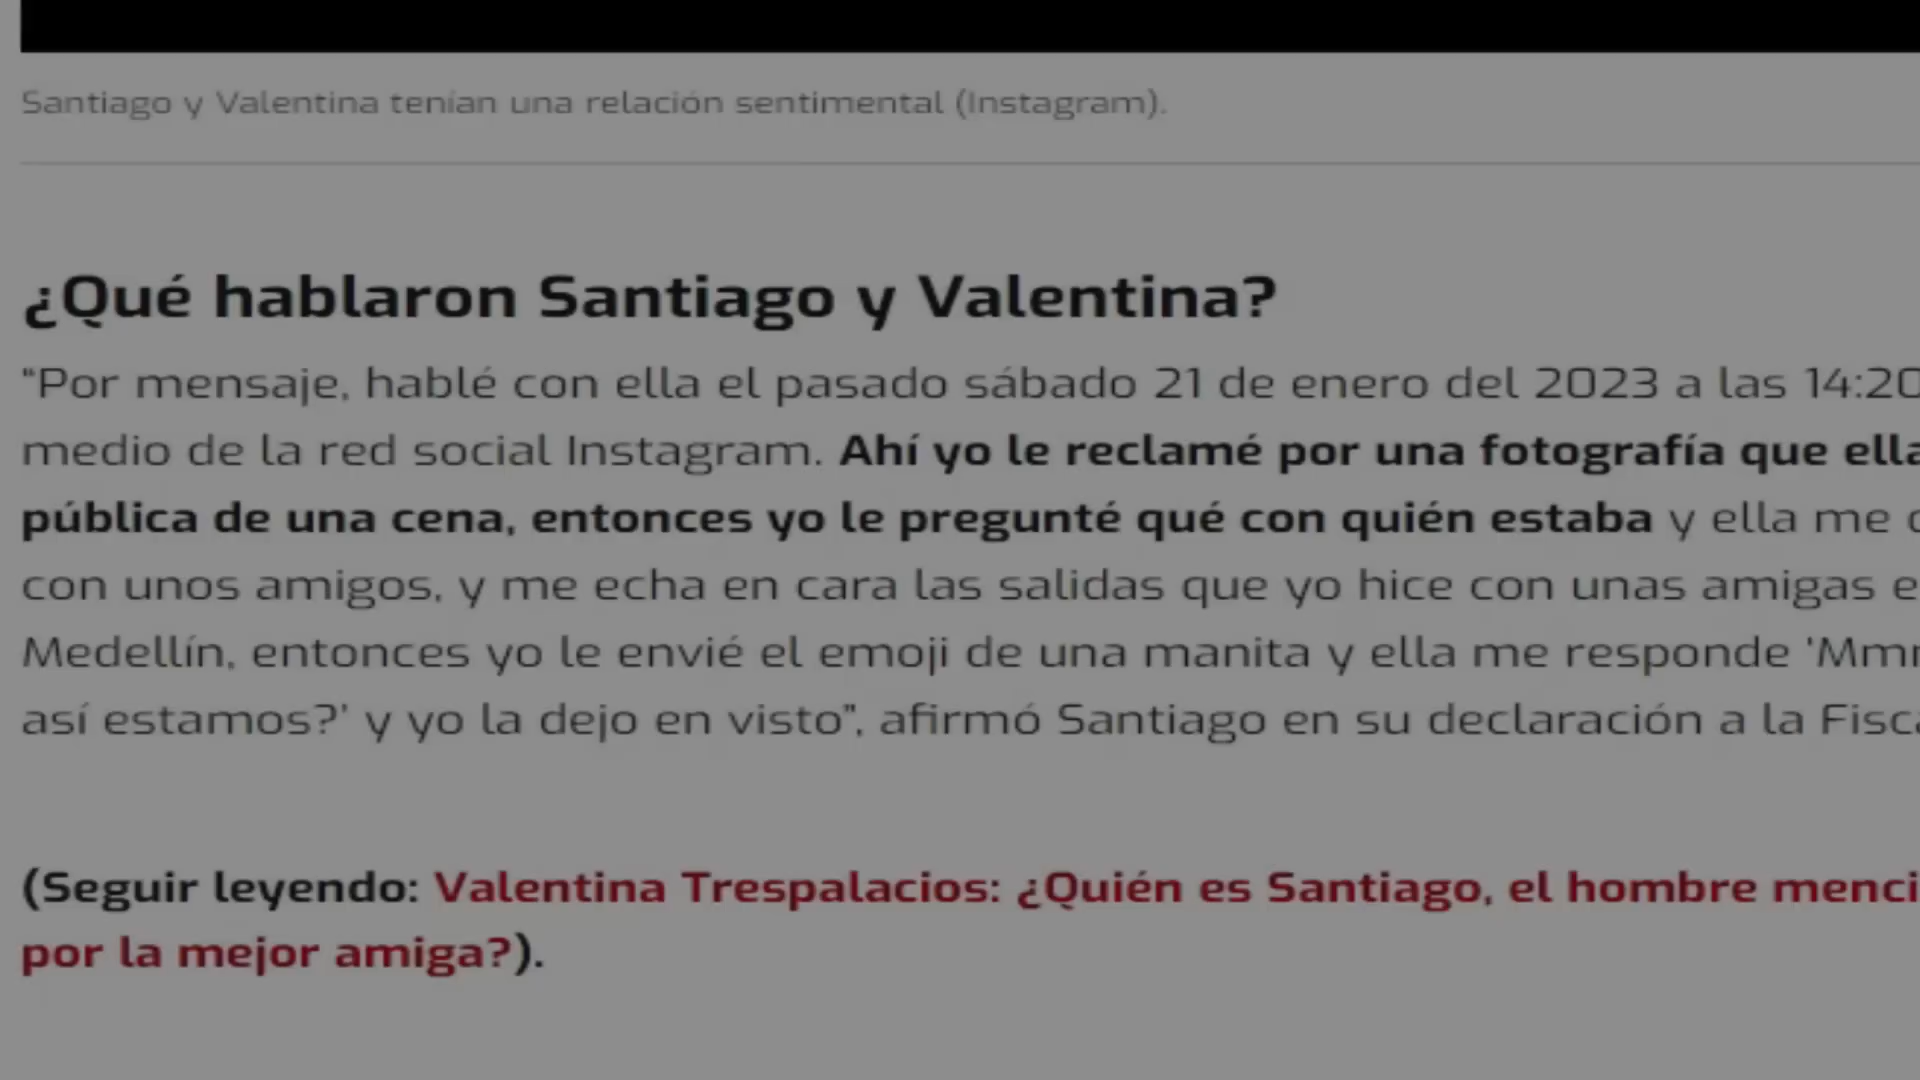 Santiago y Valentina tenían una relación sentimental (Instagram).
¿Qué hablaron Santiago y Valentina?
"Por mensaje, hablé con ella el pasado sábado 21 de enero del 2023 a las 14:20
medio de la red social Instagram. Ahí yo le reclamé por una fotografía que ella
pública de una cena, entonces yo le pregunté qué con quién estaba y ella me
con unos amigos, y me echa en cara las salidas que yo hice con unas amigas
Medellín, entonces yo le envié el emoji de una manita y ella me responde
así estamos?' y yo la dejo en visto", afirmó Santiago en su declaración a la
(Seguir leyendo: Valentina Trespalacios: ¿Quién es Santiago, el hombre
por la mejor amiga?).